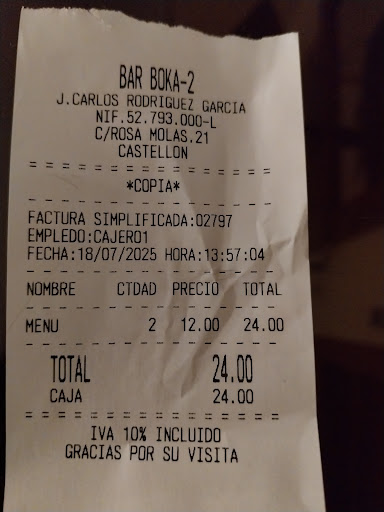 BAR BOKA-2
J.CARLOS RODRIGUEZ GARCIA
NIF.52.793.000-L
C/ROSA MOLAS.21
CASTELLON
= = = = = = = = = = = = = = = = = = =
*COPIA*
- - - - - - - - - - - - - - - - - - -
FACTURA SIMPLIFICADA:02797
EMPLEDO:CAJERO1
FECHA:18/07/2025 HORA:13:57:04
- - - - - - - - - - - - - - - - - - -
NOMBRE CTDAD PRECIO TOTAL
- - - - - - - - - - - - - - - - - - -
MENU 2 12.00 24.00
- - - - - - - - - - - - - - - - - - -
TOTAL 24.00
CAJA 24.00
= = = = = = = = = = = = = = = = = = =
IVA 10% INCLUIDO
GRACIAS POR SU VISITA